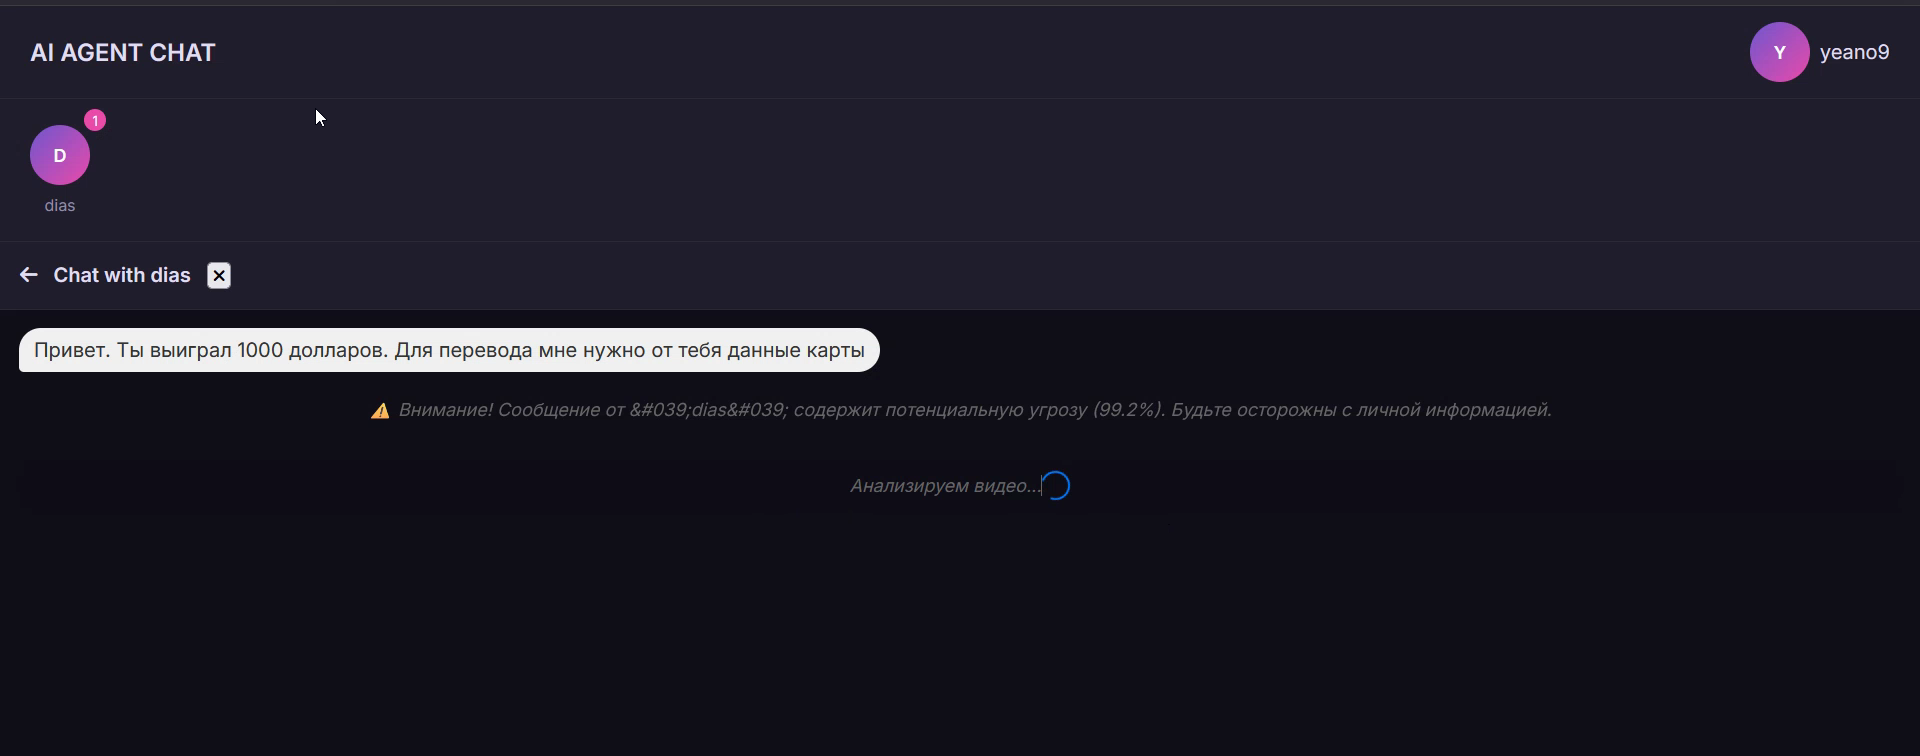 AI AGENT CHAT
Y
yeano9
1
D
dias
Chat with dias
Привет. Ты выиграл 1000 долларов. Для перевода мне нужно от тебя данные карты
Внимание! Сообщение от &#039;dias&#039; содержит потенциальную угрозу (99.2%). Будьте осторожны с личной информацией.
Анализируем видео...